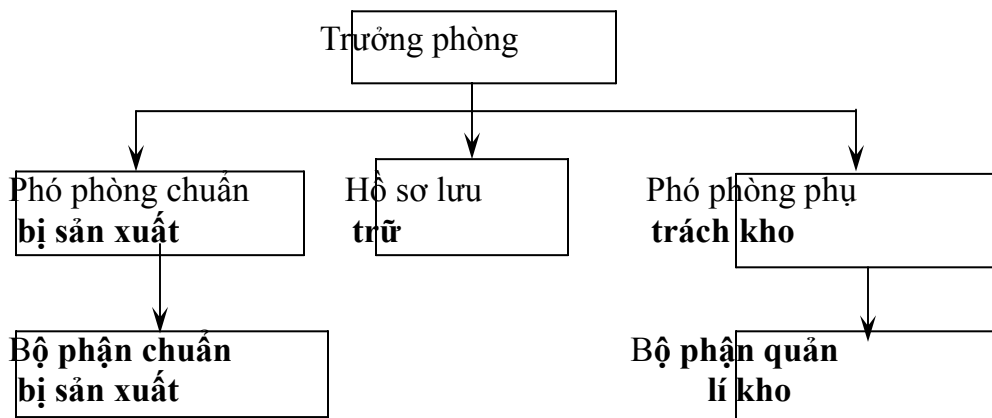 Trưởng phòng
Phó phòng chuẩn
bị sản xuất
Hồ sơ lưu
trữ
Phó phòng phụ
trách kho
Bộ phận chuẩn
bị sản xuất
Bộ phận quản
lí kho